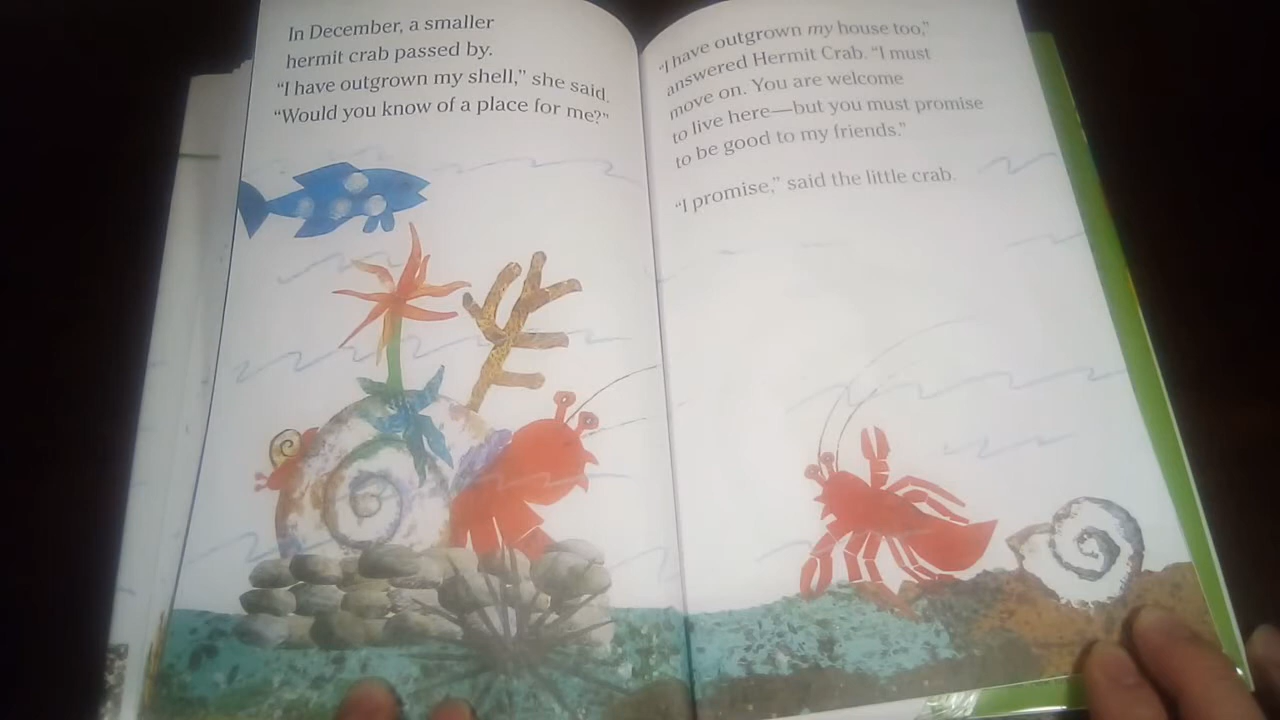 In December, a smaller
hermit crab passed by.
“I have outgrown my shell,” she said.
“Would you know of a place for me?”
“I have outgrown my house too,”
answered Hermit Crab. “I must
move on. You are welcome
to live here—but you must promise
to be good to my friends.”
“I promise,” said the little crab.